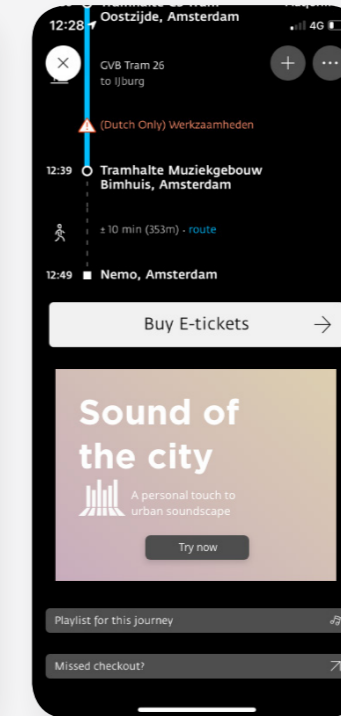 12:28
Oostzijde, Amsterdam
4G
GVB Tram 26
to IJburg
(Dutch Only) Werkzaamheden
12:39 Tramhalte Muziekgebouw
Bimhuis, Amsterdam
± 10 min (353m) - route
12:49 Nemo, Amsterdam
Buy E-tickets
Sound of
the city
A personal touch to
urban soundscape
Try now
Playlist for this journey
Missed checkout?